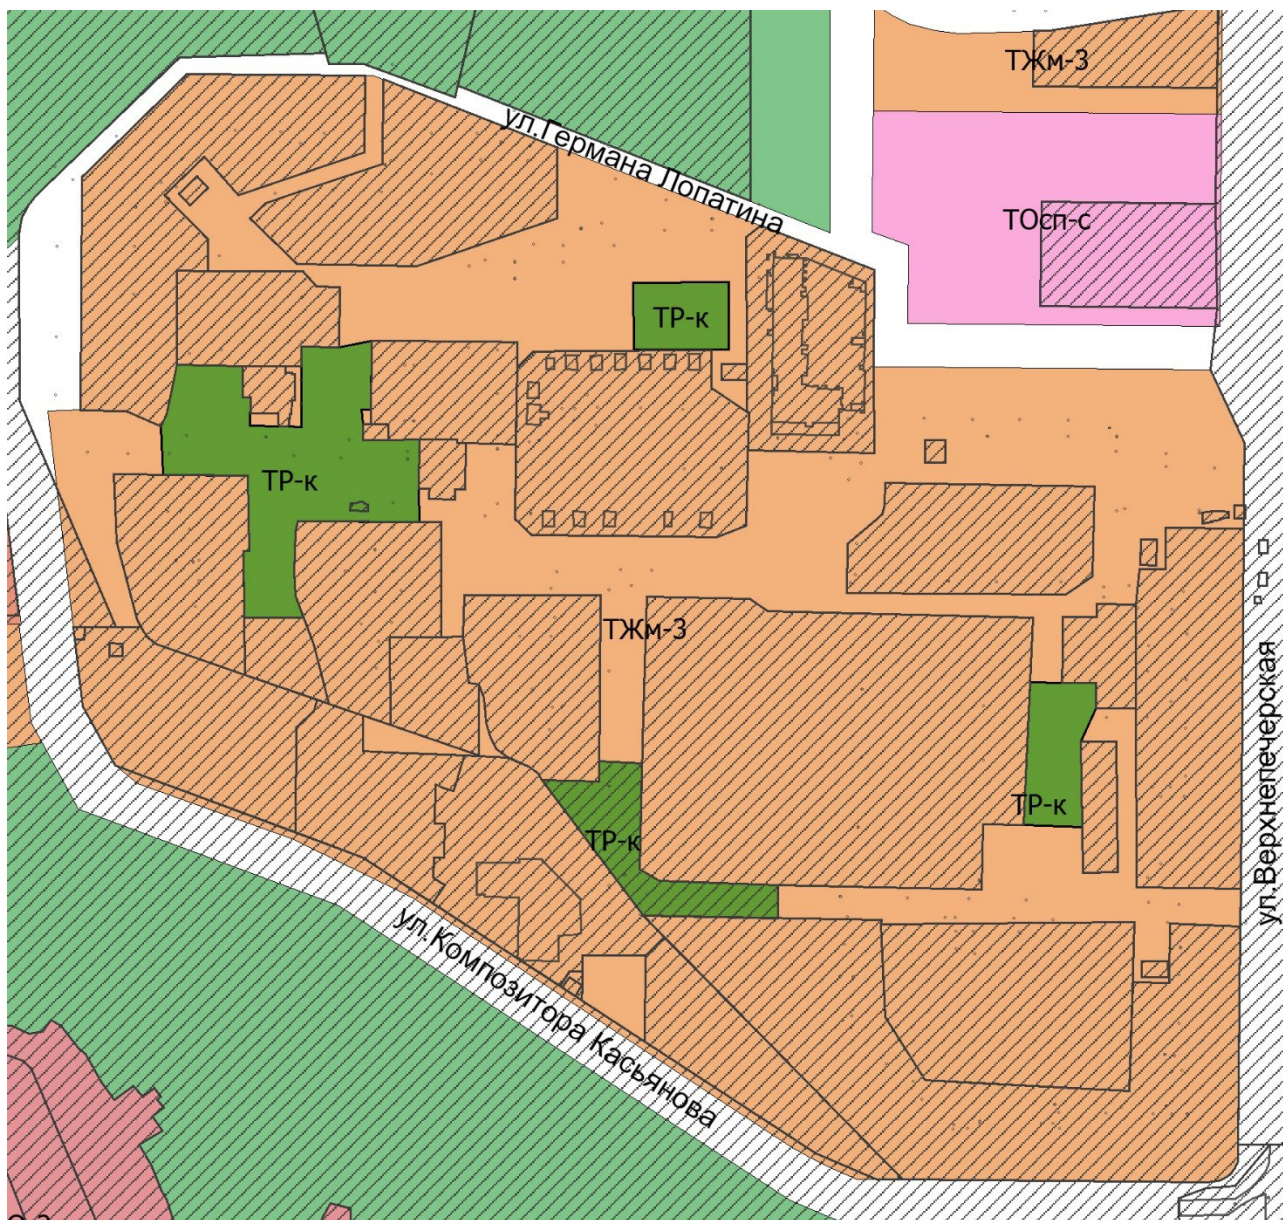 ТЖм-3
ул.Германа Лопатина
ТОсп-с
ТР-к
ТР-к
ТЖм-3
ул.Верхнепечерская
ТР-к
ТР-к
ул.Композитора Касьянова